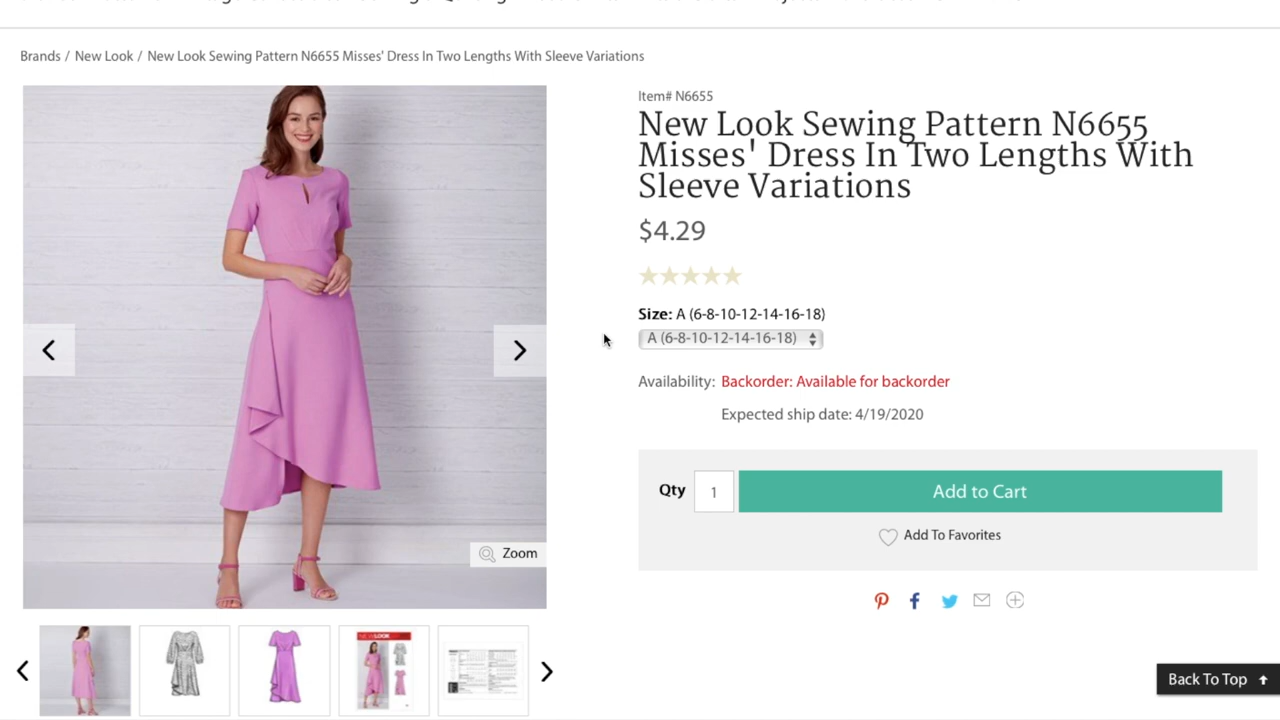 Brands / New Look / New Look Sewing Pattern N6655 Misses' Dress In Two Lengths With Sleeve Variations
Item# N6655
New Look Sewing Pattern N6655
Misses' Dress In Two Lengths With
Sleeve Variations
$4.29
Size: A (6-8-10-12-14-16-18)
A (6-8-10-12-14-16-18)
Availability: Backorder: Available for backorder
Expected ship date: 4/19/2020
Qty 1 Add to Cart
Add To Favorites
Zoom
NEW LOOK
Back To Top